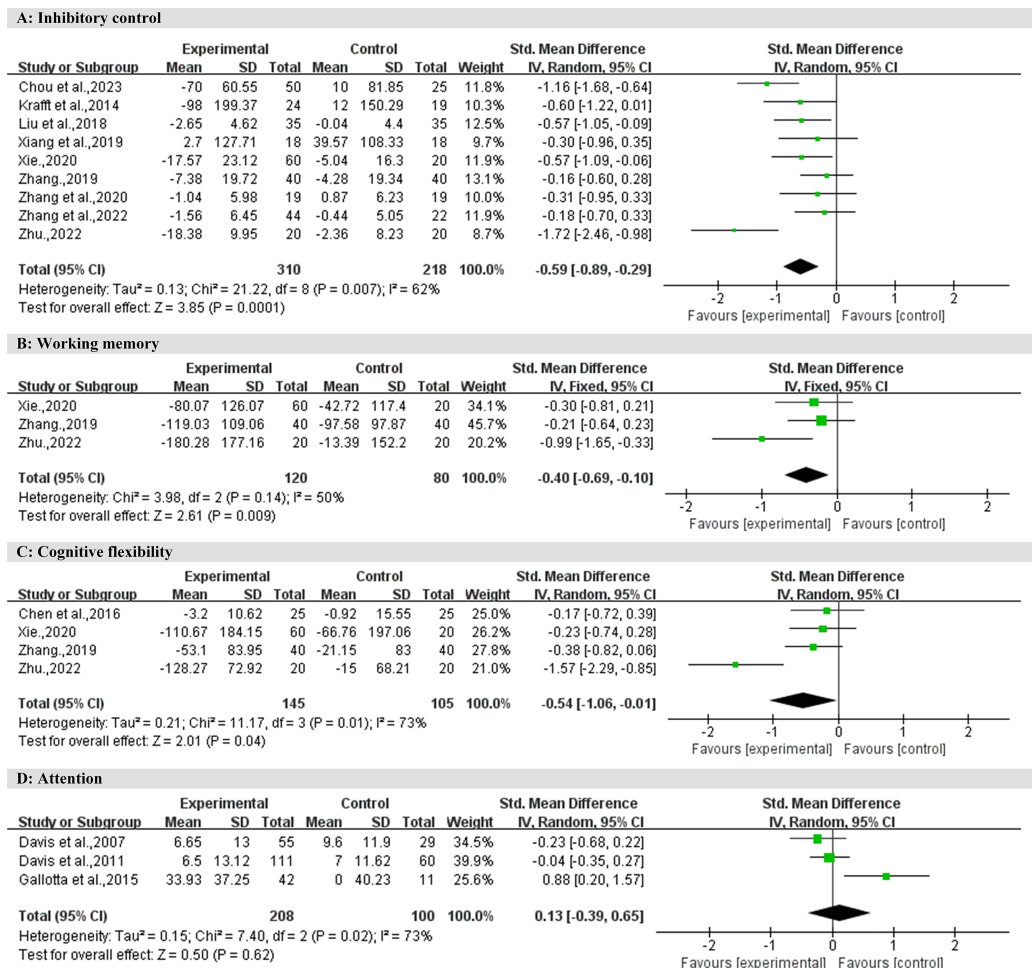 A: Inhibitory control
Experimental Control Std. Mean Difference Std. Mean Difference
Study or Subgroup Mean SD Total Mean SD Total Weight IV, Random, 95% CI IV, Random, 95% CI
Chou et al.,2023 -70 60.55 50 10 81.85 25 11.8% -1.16 [-1.68, -0.64]
Krafft et al.,2014 -98 199.37 24 12 150.29 19 10.3% -0.60 [-1.22, 0.01]
Liu et al.,2018 -2.65 4.62 35 -0.04 4.4 35 12.5% -0.57 [-1.05, -0.09]
Xiang et al.,2019 2.7 127.71 18 39.57 108.33 18 9.7% -0.30 [-0.96, 0.35]
Xie.,2020 -17.57 23.12 60 -5.04 16.3 20 11.9% -0.57 [-1.09, -0.06]
Zhang.,2019 -7.38 19.72 40 -4.28 19.34 40 13.1% -0.16 [-0.60, 0.28]
Zhang et al.,2020 -1.04 5.98 19 0.87 6.23 19 10.0% -0.31 [-0.95, 0.33]
Zhang et al.,2022 -1.56 6.45 44 -0.44 5.05 22 11.9% -0.18 [-0.70, 0.33]
Zhu.,2022 -18.38 9.95 20 -2.36 8.23 20 8.7% -1.72 [-2.46, -0.98]
Total (95% CI) 310 218 100.0% -0.59 [-0.89, -0.29]
Heterogeneity: Tau² = 0.13; Chi² = 21.22, df = 8 (P = 0.007); I² = 62%
Test for overall effect: Z = 3.85 (P = 0.0001)
-2 -1 0 1 2
Favours [experimental] Favours [control]
B: Working memory
Experimental Control Std. Mean Difference Std. Mean Difference
Study or Subgroup Mean SD Total Mean SD Total Weight IV, Fixed, 95% CI IV, Fixed, 95% CI
Xie.,2020 -80.07 126.07 60 -42.72 117.4 20 34.1% -0.30 [-0.81, 0.21]
Zhang.,2019 -119.03 109.06 40 -97.58 97.87 40 45.7% -0.21 [-0.64, 0.23]
Zhu.,2022 -180.28 177.16 20 -13.39 152.2 20 20.2% -0.99 [-1.65, -0.33]
Total (95% CI) 120 80 100.0% -0.40 [-0.69, -0.10]
Heterogeneity: Chi² = 3.98, df = 2 (P = 0.14); I² = 50%
Test for overall effect: Z = 2.61 (P = 0.009)
-2 -1 0 1 2
Favours [experimental] Favours [control]
C: Cognitive flexibility
Experimental Control Std. Mean Difference Std. Mean Difference
Study or Subgroup Mean SD Total Mean SD Total Weight IV, Random, 95% CI IV, Random, 95% CI
Chen et al.,2016 -3.2 10.62 25 -0.92 15.55 25 25.0% -0.17 [-0.72, 0.39]
Xie.,2020 -110.67 184.15 60 -66.76 197.06 20 26.2% -0.23 [-0.74, 0.28]
Zhang.,2019 -53.1 83.95 40 -21.15 83 40 27.8% -0.38 [-0.82, 0.06]
Zhu.,2022 -128.27 72.92 20 -15 68.21 20 21.0% -1.57 [-2.29, -0.85]
Total (95% CI) 145 105 100.0% -0.54 [-1.06, -0.01]
Heterogeneity: Tau² = 0.21; Chi² = 11.17, df = 3 (P = 0.01); I² = 73%
Test for overall effect: Z = 2.01 (P = 0.04)
-2 -1 0 1 2
Favours [experimental] Favours [control]
D: Attention
Experimental Control Std. Mean Difference Std. Mean Difference
Study or Subgroup Mean SD Total Mean SD Total Weight IV, Random, 95% CI IV, Random, 95% CI
Davis et al.,2007 6.65 13 55 9.6 11.9 29 34.5% -0.23 [-0.68, 0.22]
Davis et al.,2011 6.5 13.12 111 7 11.62 60 39.9% -0.04 [-0.35, 0.27]
Gallotta et al.,2015 33.93 37.25 42 0 40.23 11 25.6% 0.88 [0.20, 1.57]
Total (95% CI) 208 100 100.0% 0.13 [-0.39, 0.65]
Heterogeneity: Tau² = 0.15; Chi² = 7.40, df = 2 (P = 0.02); I² = 73%
Test for overall effect: Z = 0.50 (P = 0.62)
-2 -1 0 1 2
Favours [experimental] Favours [control]